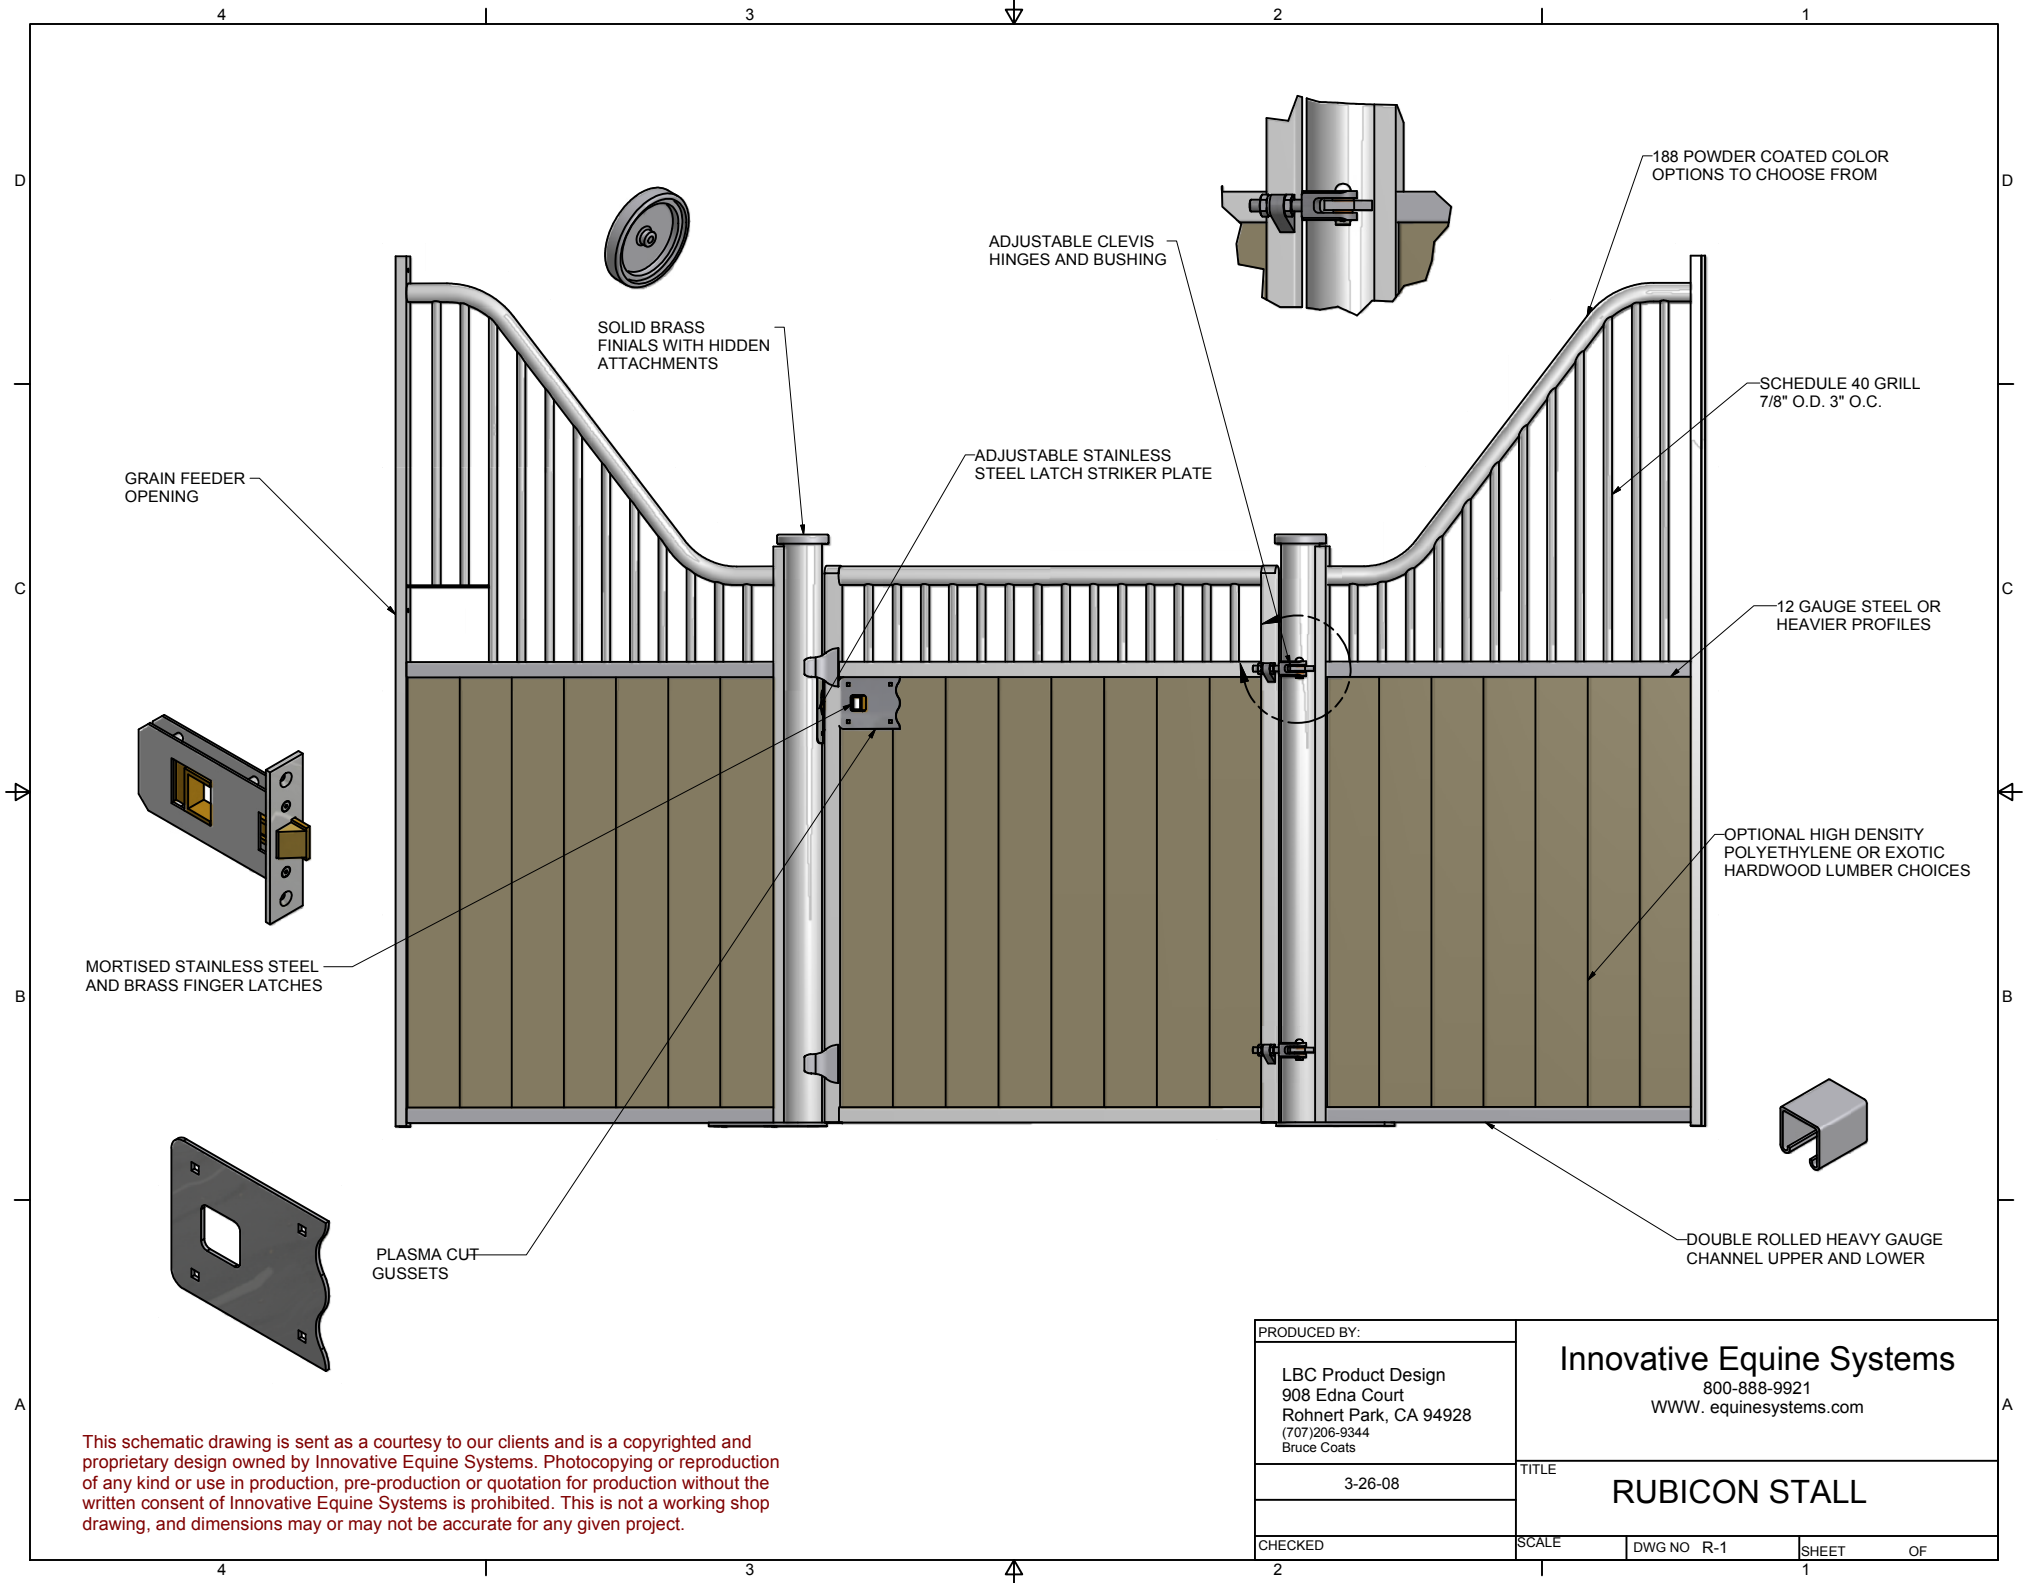 4 3 2 1
D D
188 POWDER COATED COLOR
OPTIONS TO CHOOSE FROM
ADJUSTABLE CLEVIS
HINGES AND BUSHING
SOLID BRASS
FINIALS WITH HIDDEN
ATTACHMENTS
SCHEDULE 40 GRILL
7/8" O.D. 3" O.C.
ADJUSTABLE STAINLESS
STEEL LATCH STRIKER PLATE
GRAIN FEEDER
OPENING
C C
12 GAUGE STEEL OR
HEAVIER PROFILES
OPTIONAL HIGH DENSITY
POLYETHYLENE OR EXOTIC
HARDWOOD LUMBER CHOICES
MORTISED STAINLESS STEEL
AND BRASS FINGER LATCHES
B B
PLASMA CUT
GUSSETS
DOUBLE ROLLED HEAVY GAUGE
CHANNEL UPPER AND LOWER
PRODUCED BY:
LBC Product Design
908 Edna Court
Rohnert Park, CA 94928
(707)206-9344
Bruce Coats
3-26-08
CHECKED
Innovative Equine Systems
800-888-9921
WWW. equinesystems.com
TITLE
RUBICON STALL
SCALE
DWG NO R-1
SHEET OF
A A
This schematic drawing is sent as a courtesy to our clients and is a copyrighted and
proprietary design owned by Innovative Equine Systems. Photocopying or reproduction
of any kind or use in production, pre-production or quotation for production without the
written consent of Innovative Equine Systems is prohibited. This is not a working shop
drawing, and dimensions may or may not be accurate for any given project.
4 3 2 1